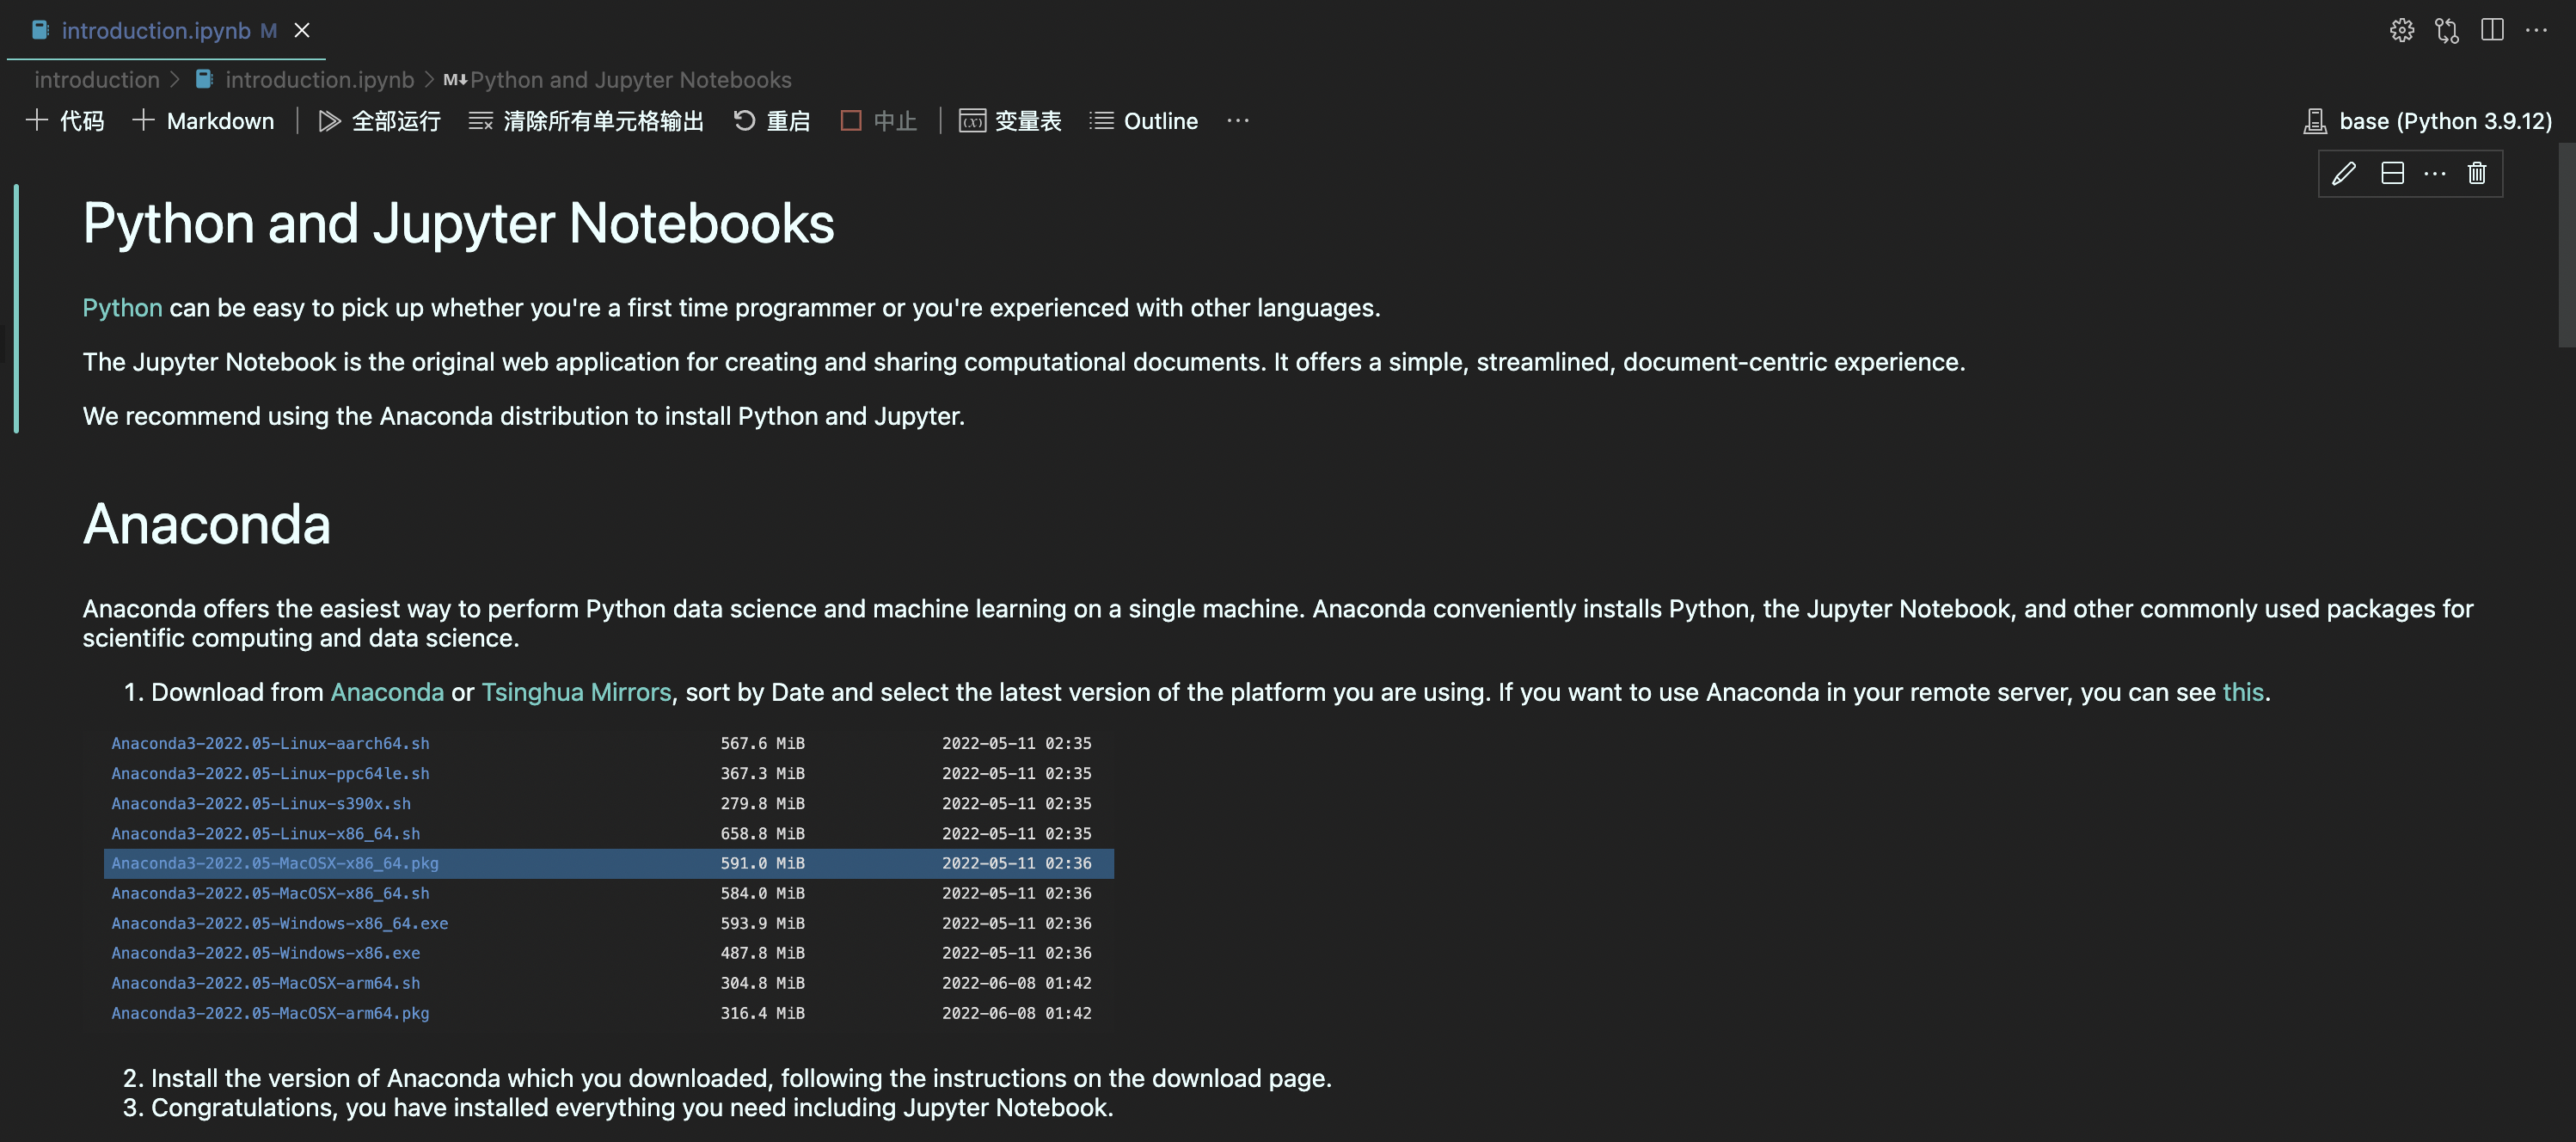 introduction.ipynb M
introduction > introduction.ipynb > M↓Python and Jupyter Notebooks
代码 Markdown 全部运行 清除所有单元格输出 重启 中止 变量表 Outline ··· base (Python 3.9.12)
Python and Jupyter Notebooks
Python can be easy to pick up whether you're a first time programmer or you're experienced with other languages.
The Jupyter Notebook is the original web application for creating and sharing computational documents. It offers a simple, streamlined, document-centric experience.
We recommend using the Anaconda distribution to install Python and Jupyter.
Anaconda
Anaconda offers the easiest way to perform Python data science and machine learning on a single machine. Anaconda conveniently installs Python, the Jupyter Notebook, and other commonly used packages for
scientific computing and data science.
1. Download from Anaconda or Tsinghua Mirrors, sort by Date and select the latest version of the platform you are using. If you want to use Anaconda in your remote server, you can see this.
Anaconda3-2022.05-Linux-aarch64.sh 567.6 MiB 2022-05-11 02:35
Anaconda3-2022.05-Linux-ppc64le.sh 367.3 MiB 2022-05-11 02:35
Anaconda3-2022.05-Linux-s390x.sh 279.8 MiB 2022-05-11 02:35
Anaconda3-2022.05-Linux-x86_64.sh 658.8 MiB 2022-05-11 02:35
Anaconda3-2022.05-MacOSX-x86_64.pkg 591.0 MiB 2022-05-11 02:36
Anaconda3-2022.05-MacOSX-x86_64.sh 584.0 MiB 2022-05-11 02:36
Anaconda3-2022.05-Windows-x86_64.exe 593.9 MiB 2022-05-11 02:36
Anaconda3-2022.05-Windows-x86.exe 487.8 MiB 2022-05-11 02:36
Anaconda3-2022.05-MacOSX-arm64.sh 304.8 MiB 2022-06-08 01:42
Anaconda3-2022.05-MacOSX-arm64.pkg 316.4 MiB 2022-06-08 01:42
2. Install the version of Anaconda which you downloaded, following the instructions on the download page.
3. Congratulations, you have installed everything you need including Jupyter Notebook.